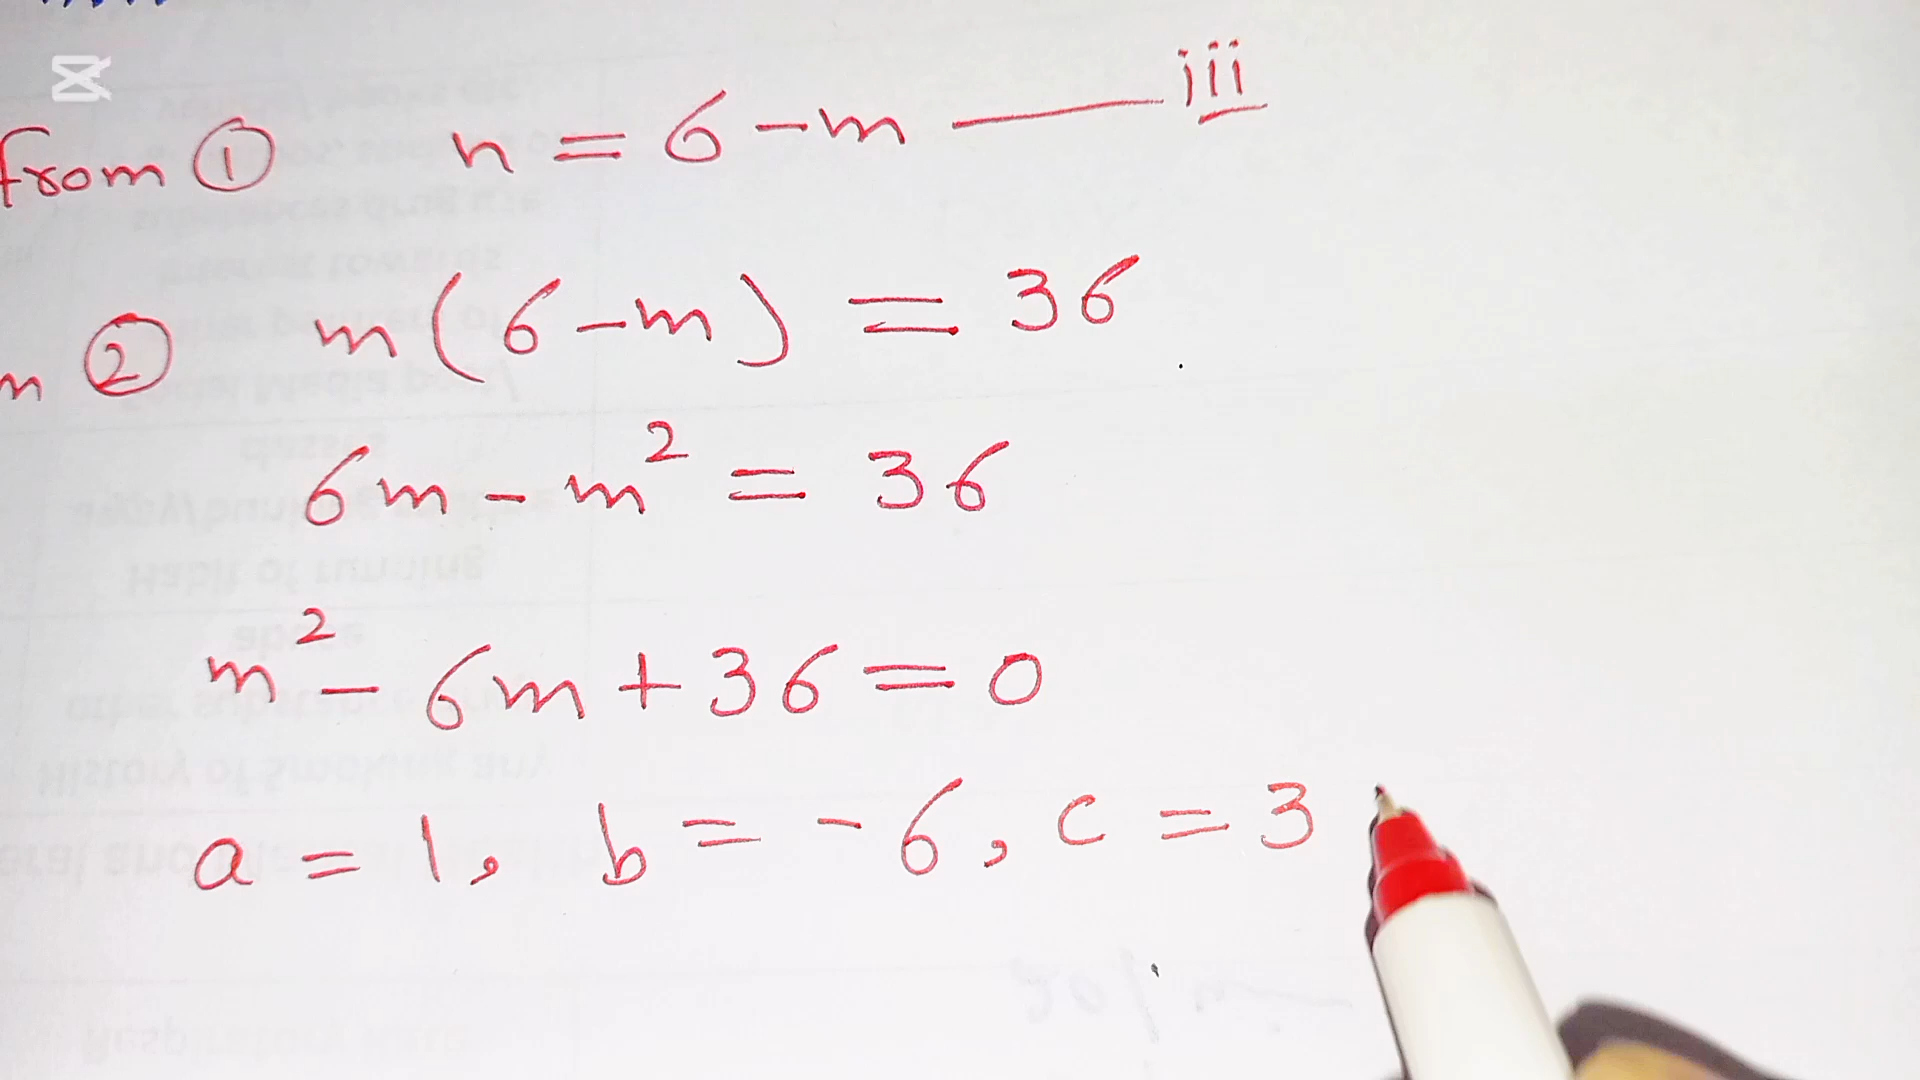 from ① n = 6 - m — iii
m ② m(6-m) = 36
6m - m² = 36
m² - 6m + 36 = 0
a = 1, b = -6, c = 3